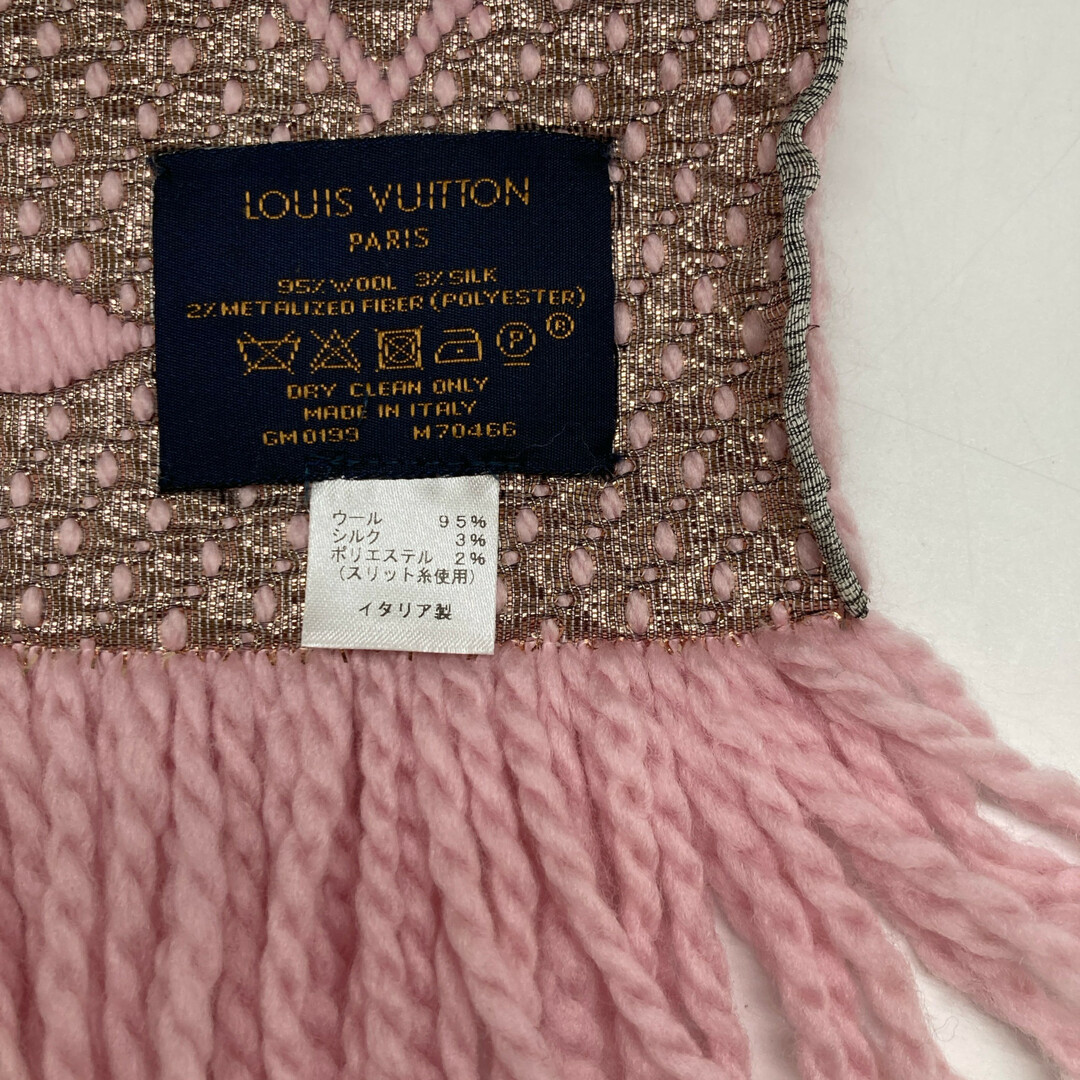 LOUIS VUITTON
PARIS
95% WOOL 3% SILK
2% METALIZED FIBER (POLYESTER)
P ®
DRY CLEAN ONLY
MADE IN ITALY
GM0199 M70466
ウール 95%
シルク 3%
ポリエステル 2%
(スリット糸使用)
イタリア製